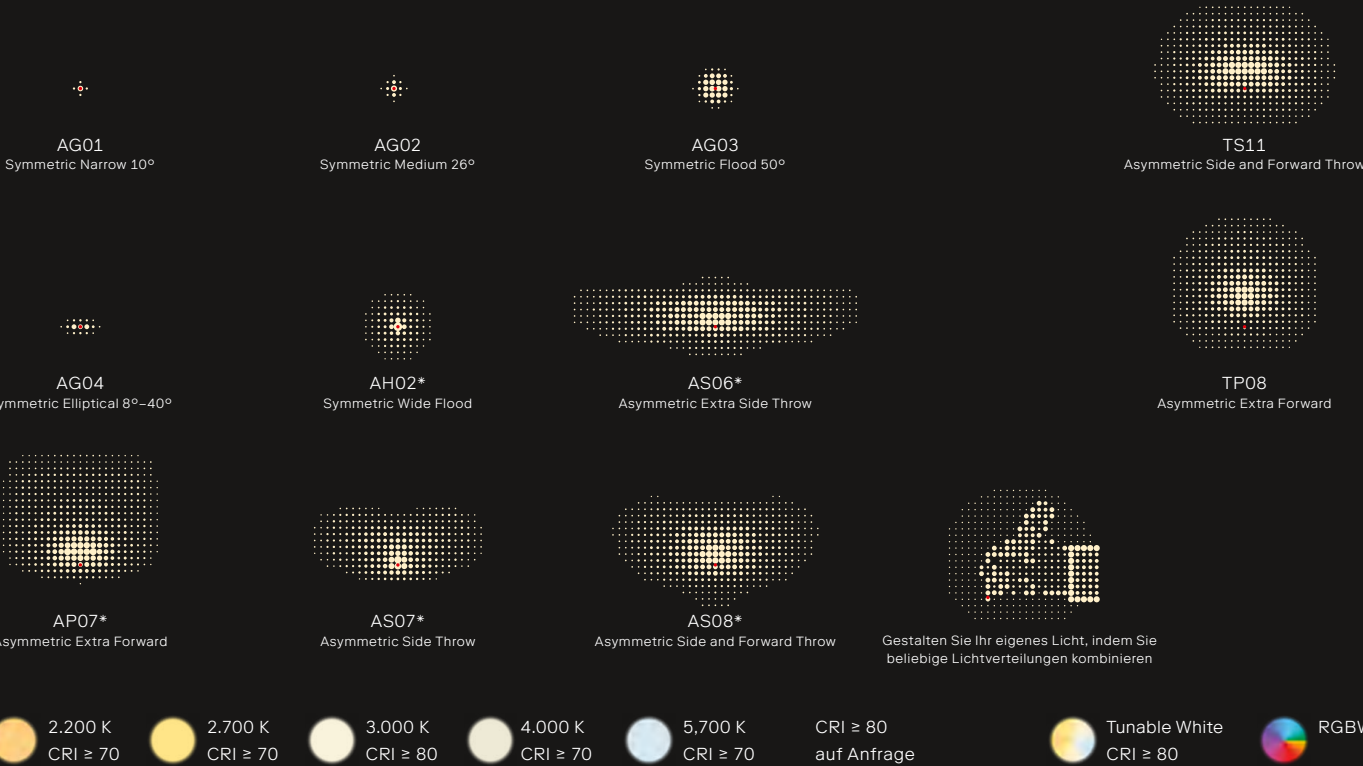 AG01
Symmetric Narrow 10°
AG02
Symmetric Medium 26°
AG03
Symmetric Flood 50°
TS11
Asymmetric Side and Forward Throw
AG04
ymmetric Elliptical 8°–40°
AH02*
Symmetric Wide Flood
AS06*
Asymmetric Extra Side Throw
TP08
Asymmetric Extra Forward
AP07*
Asymmetric Extra Forward
AS07*
Asymmetric Side Throw
AS08*
Asymmetric Side and Forward Throw
Gestalten Sie Ihr eigenes Licht, indem Sie
beliebige Lichtverteilungen kombinieren
2.200 K
CRI ≥ 70
2.700 K
CRI ≥ 70
3.000 K
CRI ≥ 80
4.000 K
CRI ≥ 70
5,700 K
CRI ≥ 70
CRI ≥ 80
auf Anfrage
Tunable White
CRI ≥ 80
RGBW